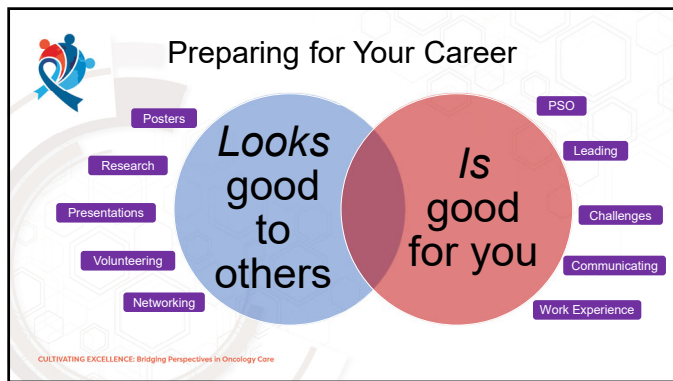 Preparing for Your Career
Posters
Research
Presentations
Volunteering
Networking
Looks
good
to
others
Is
good
for you
PSO
Leading
Challenges
Communicating
Work Experience
CULTIVATING EXCELLENCE: Bridging Perspectives in Oncology Care